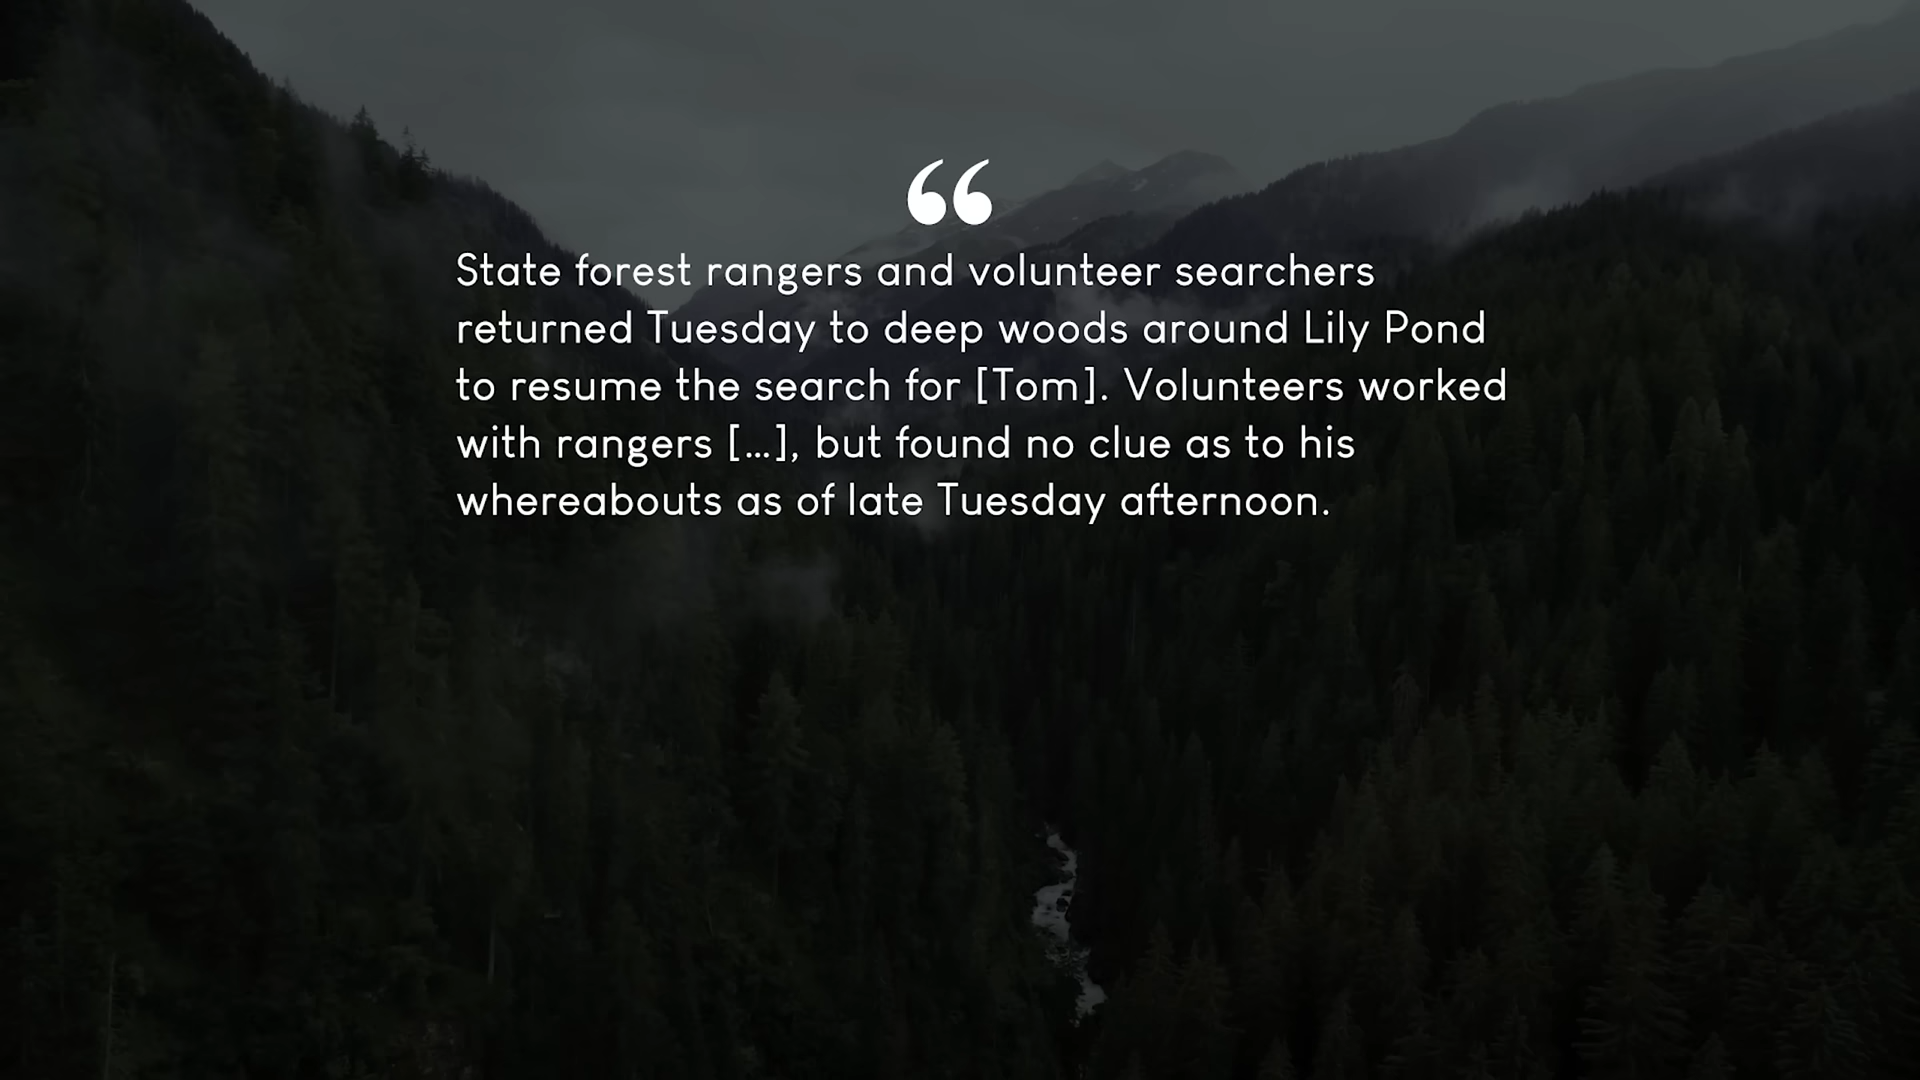 “
State forest rangers and volunteer searchers
returned Tuesday to deep woods around Lily Pond
to resume the search for [Tom]. Volunteers worked
with rangers [...], but found no clue as to his
whereabouts as of late Tuesday afternoon.